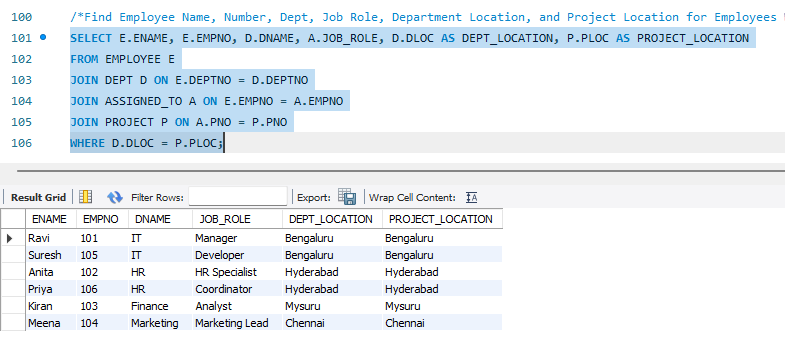 100 /*Find Employee Name, Number, Dept, Job Role, Department Location, and Project Location for Employees
101 SELECT E.ENAME, E.EMPNO, D.DNAME, A.JOB_ROLE, D.DLOC AS DEPT_LOCATION, P.PLOC AS PROJECT_LOCATION
102 FROM EMPLOYEE E
103 JOIN DEPT D ON E.DEPTNO = D.DEPTNO
104 JOIN ASSIGNED_TO A ON E.EMPNO = A.EMPNO
105 JOIN PROJECT P ON A.PNO = P.PNO
106 WHERE D.DLOC = P.PLOC;
Result Grid Filter Rows: Export: Wrap Cell Content: IA
ENAME EMPNO DNAME JOB_ROLE DEPT_LOCATION PROJECT_LOCATION
Ravi 101 IT Manager Bengaluru Bengaluru
Suresh 105 IT Developer Bengaluru Bengaluru
Anita 102 HR HR Specialist Hyderabad Hyderabad
Priya 106 HR Coordinator Hyderabad Hyderabad
Kiran 103 Finance Analyst Mysuru Mysuru
Meena 104 Marketing Marketing Lead Chennai Chennai